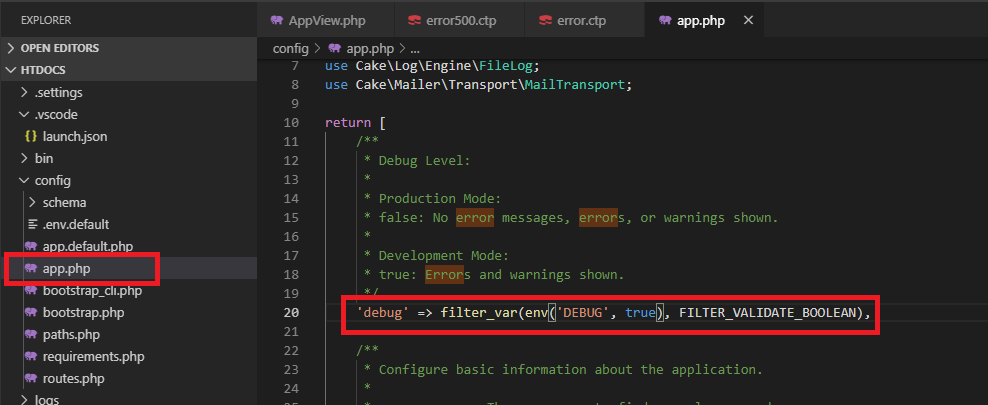 EXPLORER
OPEN EDITORS
HTDOCS
.settings
.vscode
{} launch.json
bin
config
schema
.env.default
app.default.php
app.php
bootstrap_cli.php
bootstrap.php
paths.php
requirements.php
routes.php
logs
AppView.php error500.ctp error.ctp app.php
config > app.php > ...
7 use Cake\Log\Engine\FileLog;
8 use Cake\Mailer\Transport\MailTransport;
9
10 return [
11 /**
12 * Debug Level:
13 *
14 * Production Mode:
15 * false: No error messages, errors, or warnings shown.
16 *
17 * Development Mode:
18 * true: Errors and warnings shown.
19 */
20 'debug' => filter_var(env('DEBUG', true), FILTER_VALIDATE_BOOLEAN),
21
22 /**
23 * Configure basic information about the application.
24 *